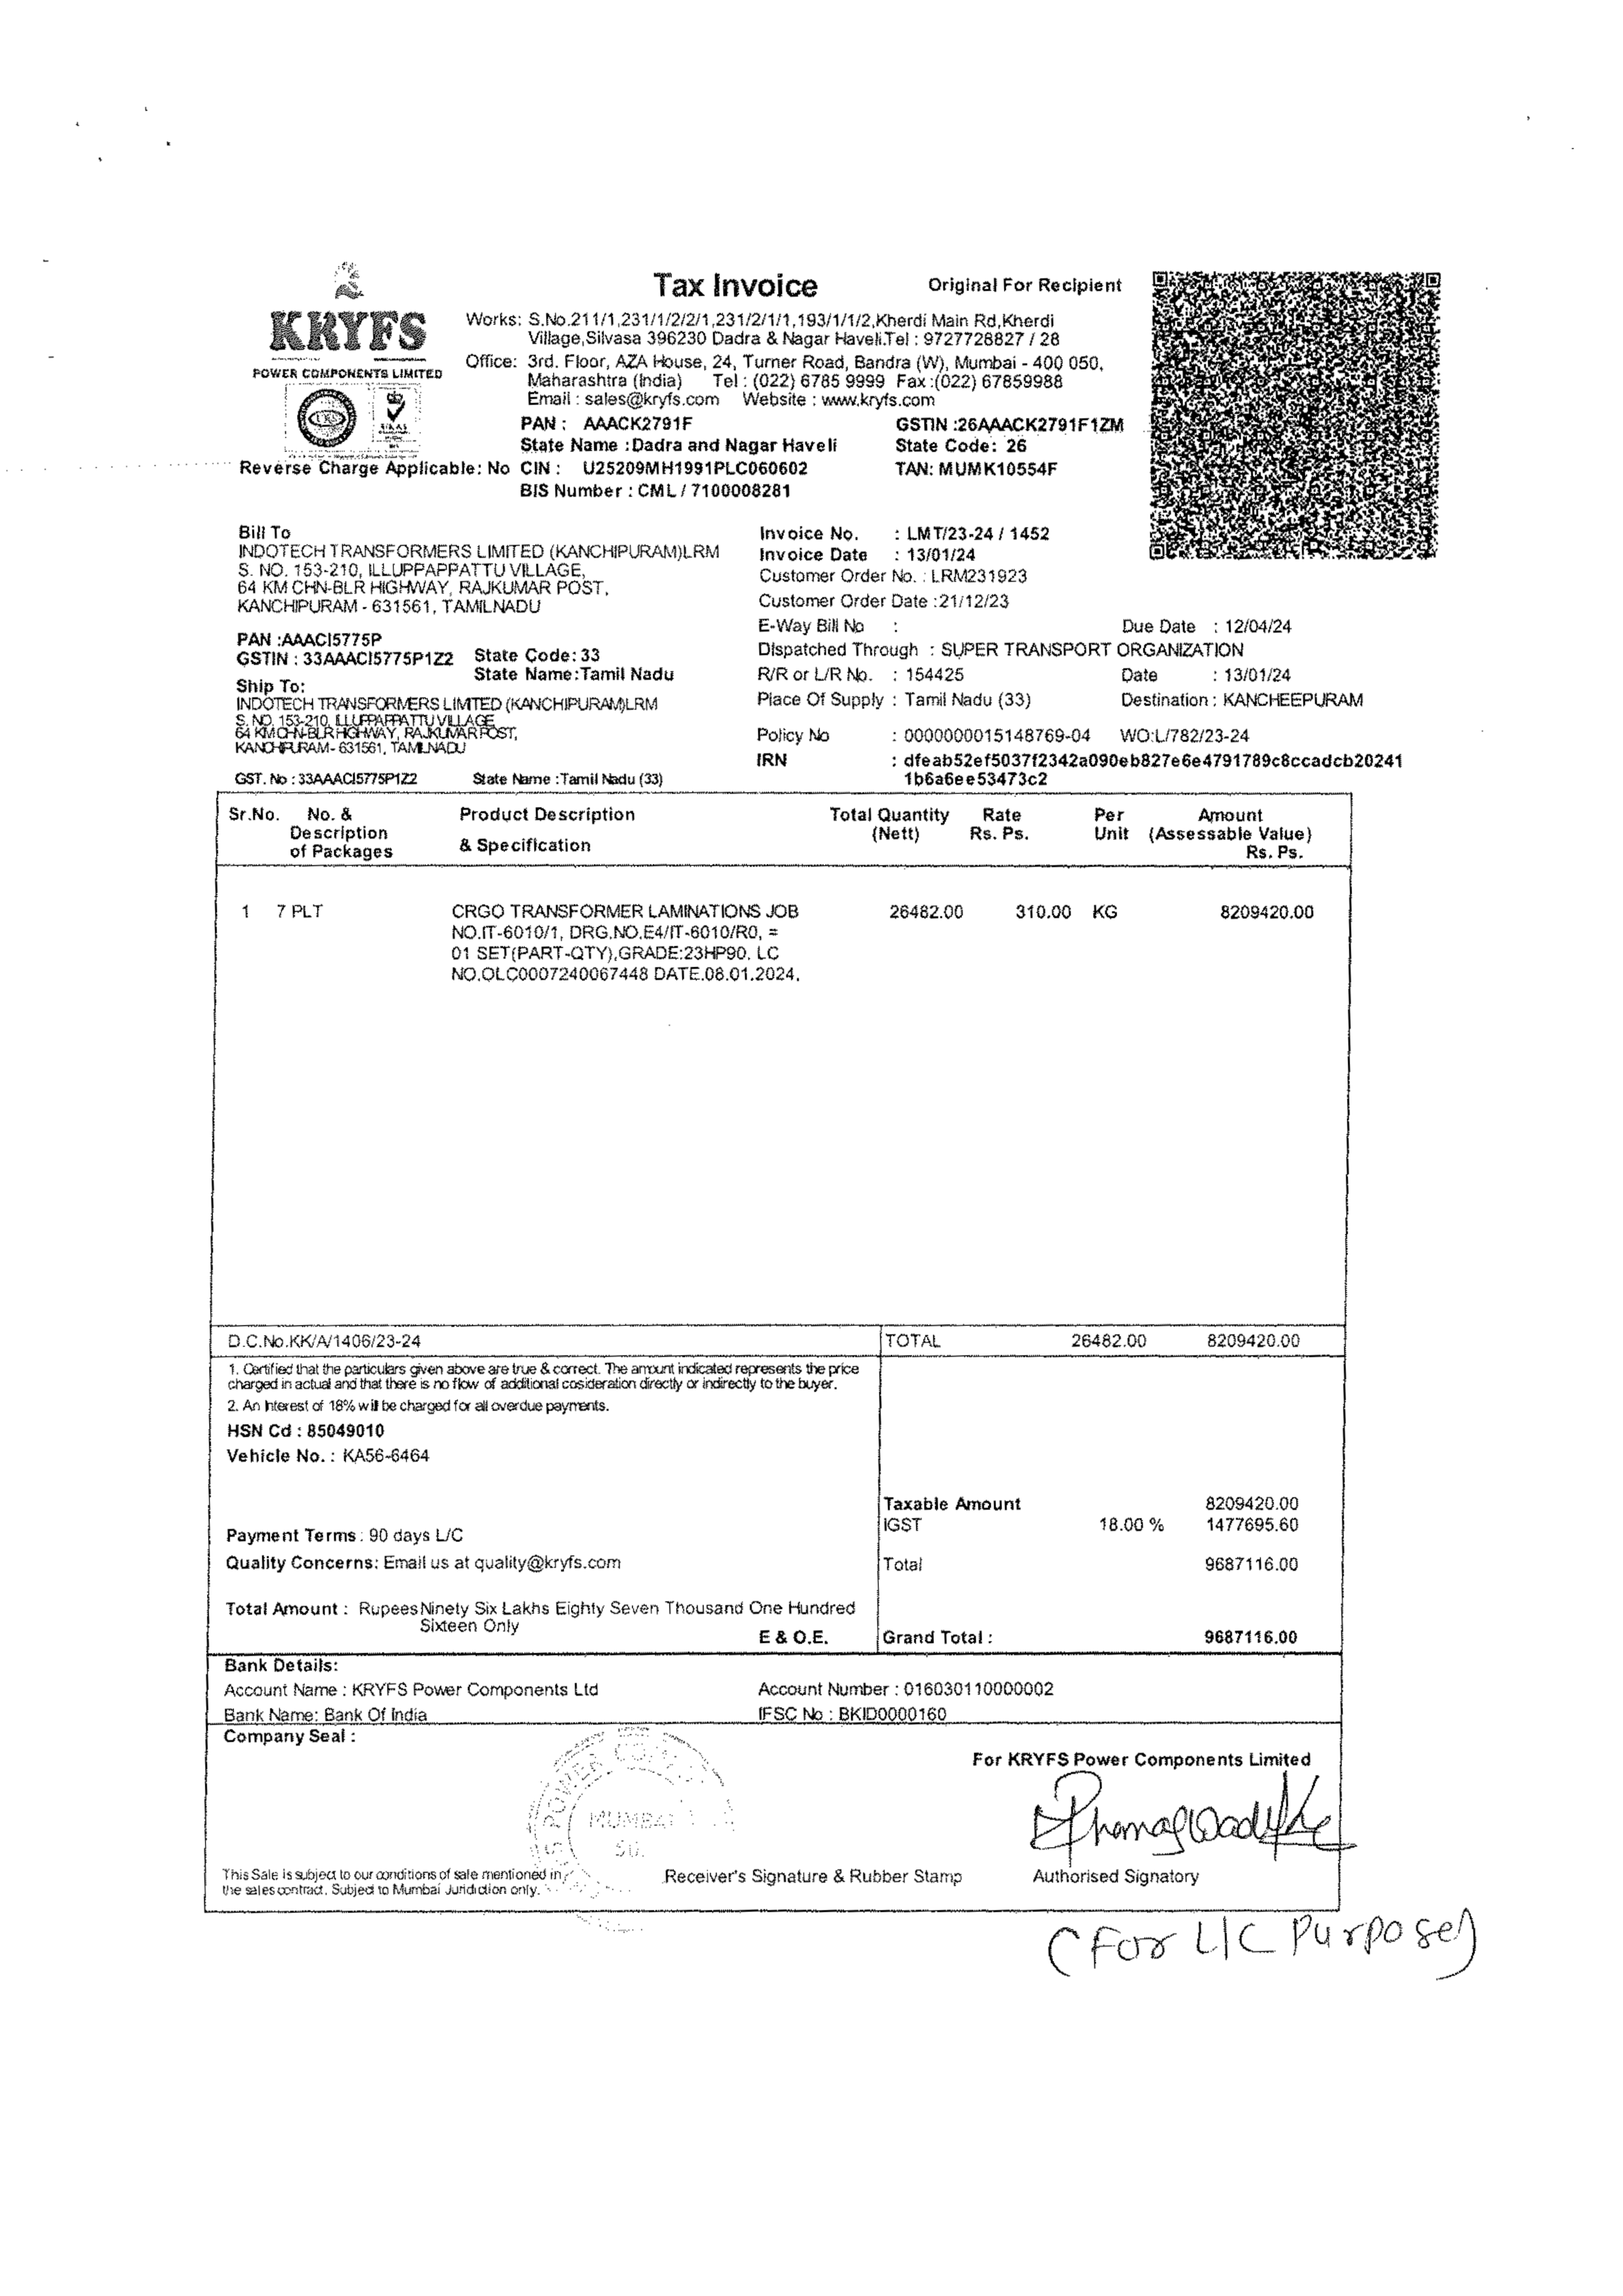 Tax Invoice
Original For Recipient
KRYFS
POWER COMPONENTS LIMITED
Works: S.No.211/1,231/1/2/2/1,231/2/1/1,193/1/1/2,Kherdi Main Rd,Kherdi
Village,Silvasa 396230 Dadra & Nagar Haveli.Tel : 9727728827 / 28
Office: 3rd. Floor, AZA House, 24, Turner Road, Bandra (W), Mumbai - 400 050,
Maharashtra (India) Tel : (022) 6785 9999 Fax :(022) 67859988
Email : sales@kryfs.com Website : www.kryfs.com
PAN : AAACK2791F GSTIN :26AAACK2791F1ZM
State Name :Dadra and Nagar Haveli State Code: 26
Reverse Charge Applicable: No CIN : U25209MH1991PLC060602 TAN: MUMK10554F
BIS Number : CML / 7100008281
Bill To
INDOTECH TRANSFORMERS LIMITED (KANCHIPURAM)LRM
S. NO. 153-210, ILLUPPAPPATTU VILLAGE,
64 KM CHN-BLR HIGHWAY, RAJKUMAR POST,
KANCHIPURAM - 631561, TAMILNADU
PAN :AAACI5775P
GSTIN : 33AAACI5775P1Z2 State Code: 33
State Name:Tamil Nadu
Ship To:
INDOTECH TRANSFORMERS LIMITED (KANCHIPURAM)LRM
S. NO. 153-210, ILLUPPAPPATTU VILLAGE,
64 KM CHN-BLR HIGHWAY, RAJKUMAR POST,
KANCHIPURAM- 631561, TAMILNADU
GST. No : 33AAACI5775P1Z2 State Name :Tamil Nadu (33)
Invoice No. : LMT/23-24 / 1452
Invoice Date : 13/01/24
Customer Order No. : LRM231923
Customer Order Date :21/12/23
E-Way Bill No : Due Date : 12/04/24
Dispatched Through : SUPER TRANSPORT ORGANIZATION
R/R or L/R No. : 154425 Date : 13/01/24
Place Of Supply : Tamil Nadu (33) Destination : KANCHEEPURAM
Policy No : 0000000015148769-04 WO:L/782/23-24
IRN : dfeab52ef5037f2342a090eb827e6e4791789c8ccadcb20241
1b6a6ee53473c2
Sr.No. No. & Product Description Total Quantity Rate Per Amount
Description (Nett) Rs. Ps. Unit (Assessable Value)
of Packages & Specification Rs. Ps.
1 7 PLT CRGO TRANSFORMER LAMINATIONS JOB 26482.00 310.00 KG 8209420.00
NO.IT-6010/1, DRG.NO.E4/IT-6010/R0, =
01 SET(PART-QTY),GRADE:23HP90. LC
NO.OLC0007240067448 DATE.08.01.2024.
D.C.No.KK/A/1406/23-24 TOTAL 26482.00 8209420.00
1. Certified that the particulars given above are true & correct. The amount indicated represents the price
charged in actual and that there is no flow of additional cosideration directly or indirectly to the buyer.
2. An Interest of 18% will be charged for all overdue payments.
HSN Cd : 85049010
Vehicle No. : KA56-6464
Taxable Amount 8209420.00
IGST 18.00 % 1477695.60
Payment Terms : 90 days L/C
Quality Concerns: Email us at quality@kryfs.com
Total 9687116.00
Total Amount : Rupees Ninety Six Lakhs Eighty Seven Thousand One Hundred
Sixteen Only
E & O.E. Grand Total : 9687116.00
Bank Details:
Account Name : KRYFS Power Components Ltd Account Number : 016030110000002
Bank Name: Bank Of India IFSC No : BKID0000160
Company Seal :
For KRYFS Power Components Limited
POWER
MUMBAI
This Sale is subject to our conditions of sale mentioned in
the sales contract. Subject to Mumbai Juridiction only.
Receiver's Signature & Rubber Stamp
Authorised Signatory
(For L/C Purpose)